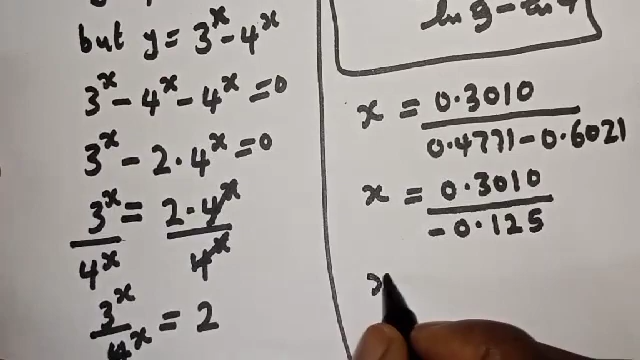 but y = 3^x - 4^x
3^x - 4^x - 4^x = 0
3^x - 2 · 4^x = 0
3^x / 4^x = 2 · 4^x / 4^x
3^x / 4^x = 2
x = 0.3010 / 0.4771 - 0.6021
x = 0.3010 / - 0.125
x